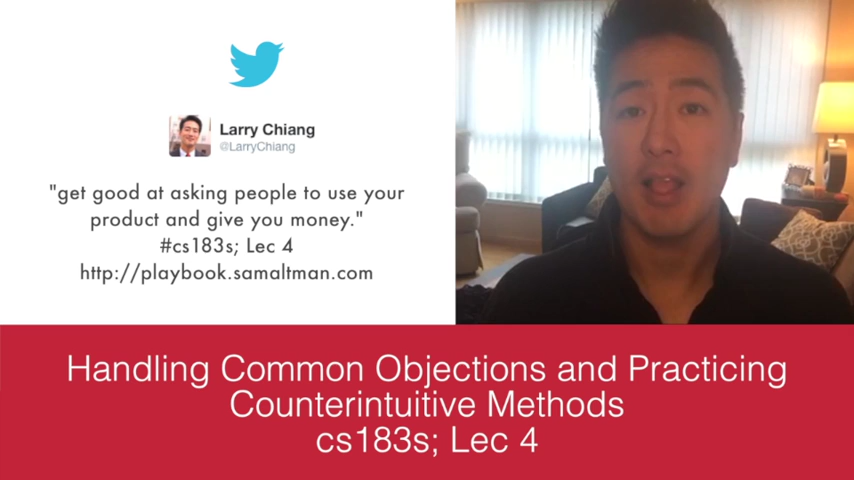 Larry Chiang
@LarryChiang
"get good at asking people to use your
product and give you money."
#cs183s; Lec 4
http://playbook.samaltman.com
Handling Common Objections and Practicing
Counterintuitive Methods
cs183s; Lec 4